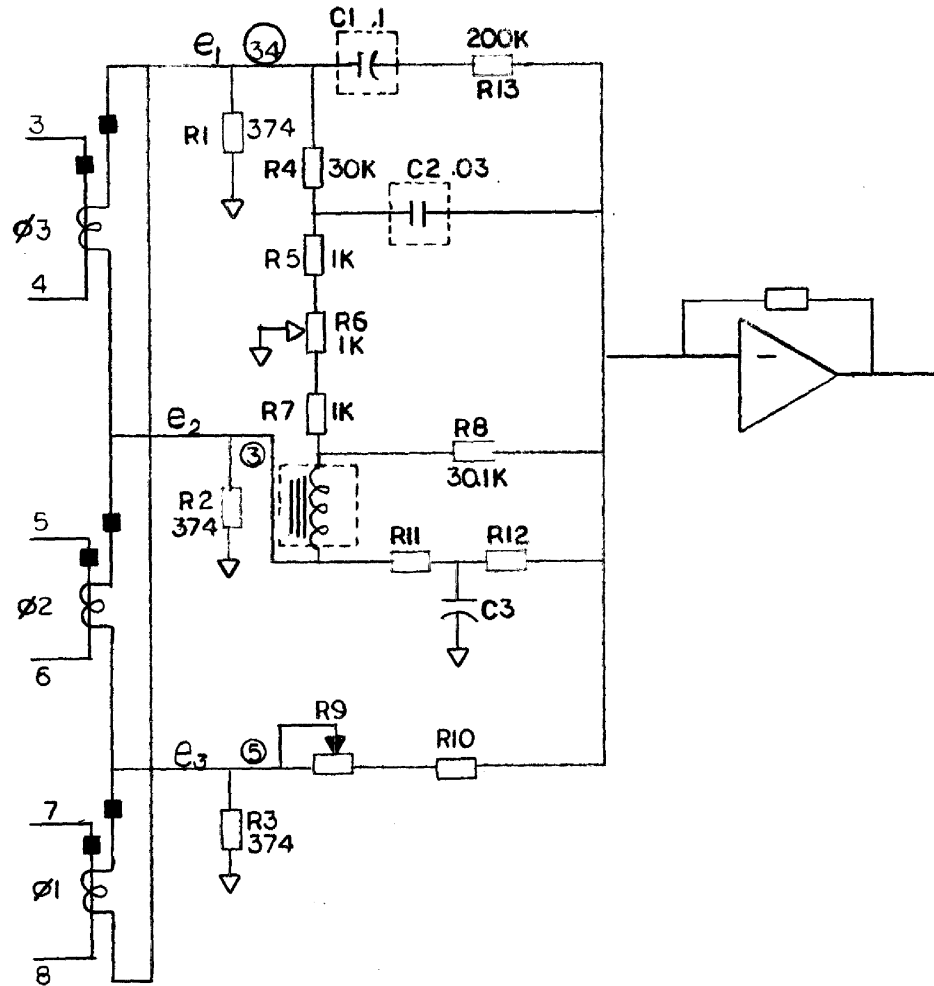 C1 .1
e1 34
200K
R13
3
R1 374
R4 30K
C2 .03
ø3
R5 1K
4
R6
1K
R7 1K
e2
3
R8
30.1K
R2
374
5
R11
R12
ø2
C3
6
R9
e3 5
R10
7
R3
374
ø1
8